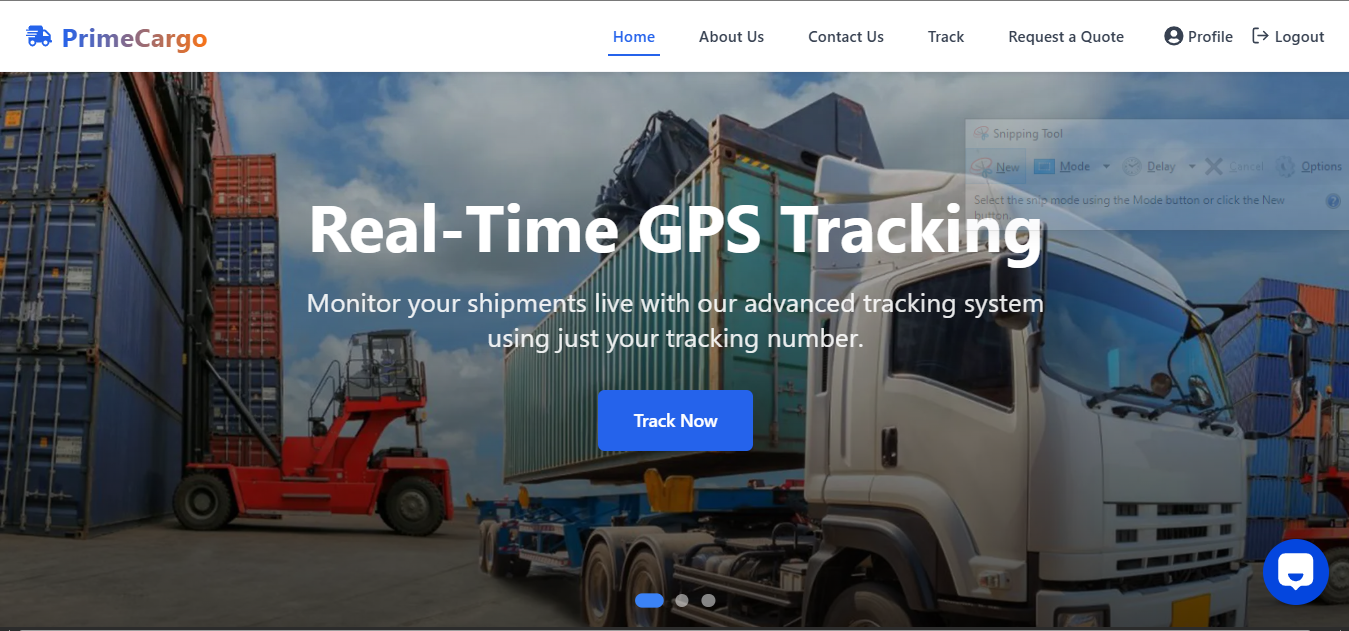 PrimeCargo
Home
About Us
Contact Us
Track
Request a Quote
Profile
Logout
Snipping Tool
New
Mode
Delay
Cancel
Options
Select the snip mode using the Mode button or click the New
button.
Real-Time GPS Tracking
Monitor your shipments live with our advanced tracking system
using just your tracking number.
Track Now